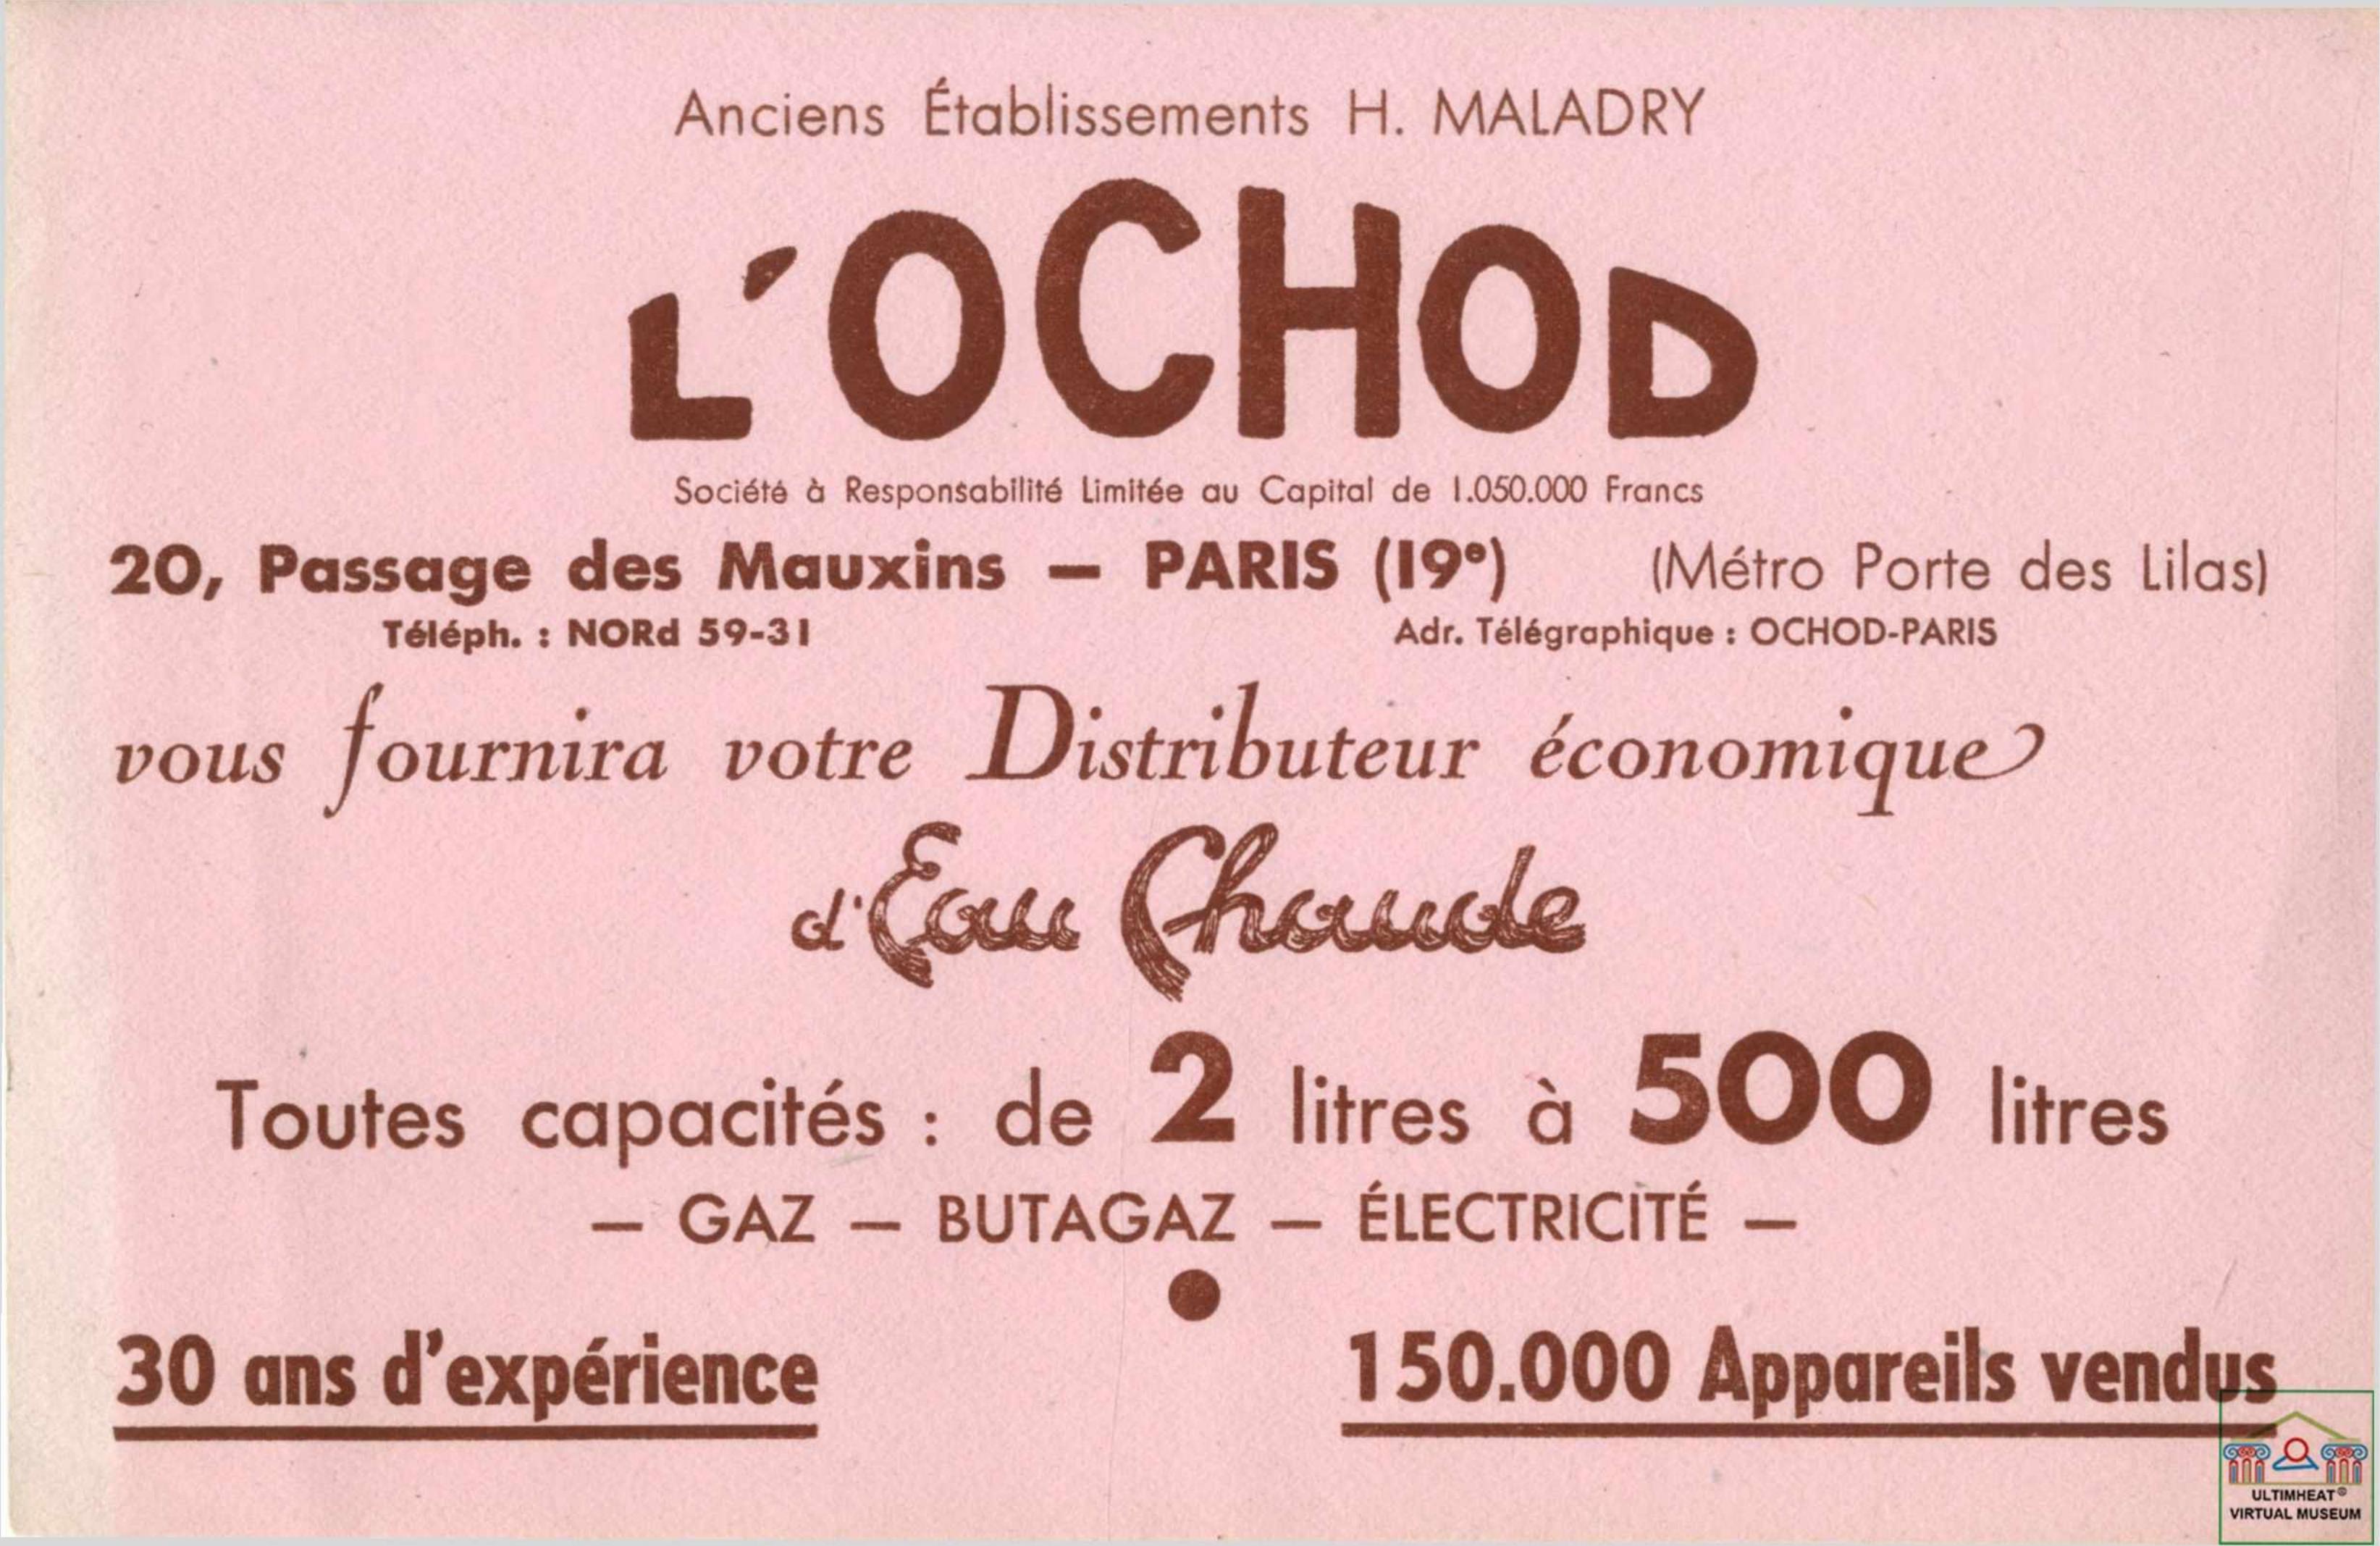 Anciens Établissements H. MALADRY
L'OCHOD
Société à Responsabilité Limitée au Capital de 1.050.000 Francs
20, Passage des Mauxins — PARIS (19e) (Métro Porte des Lilas)
Téléph. : NORd 59-31 Adr. Télégraphique : OCHOD-PARIS
vous fournira votre Distributeur économique
d'Eau Chaude
Toutes capacités : de 2 litres à 500 litres
— GAZ — BUTAGAZ — ÉLECTRICITÉ —
30 ans d'expérience 150.000 Appareils vendus
ULTIMHEAT®
VIRTUAL MUSEUM